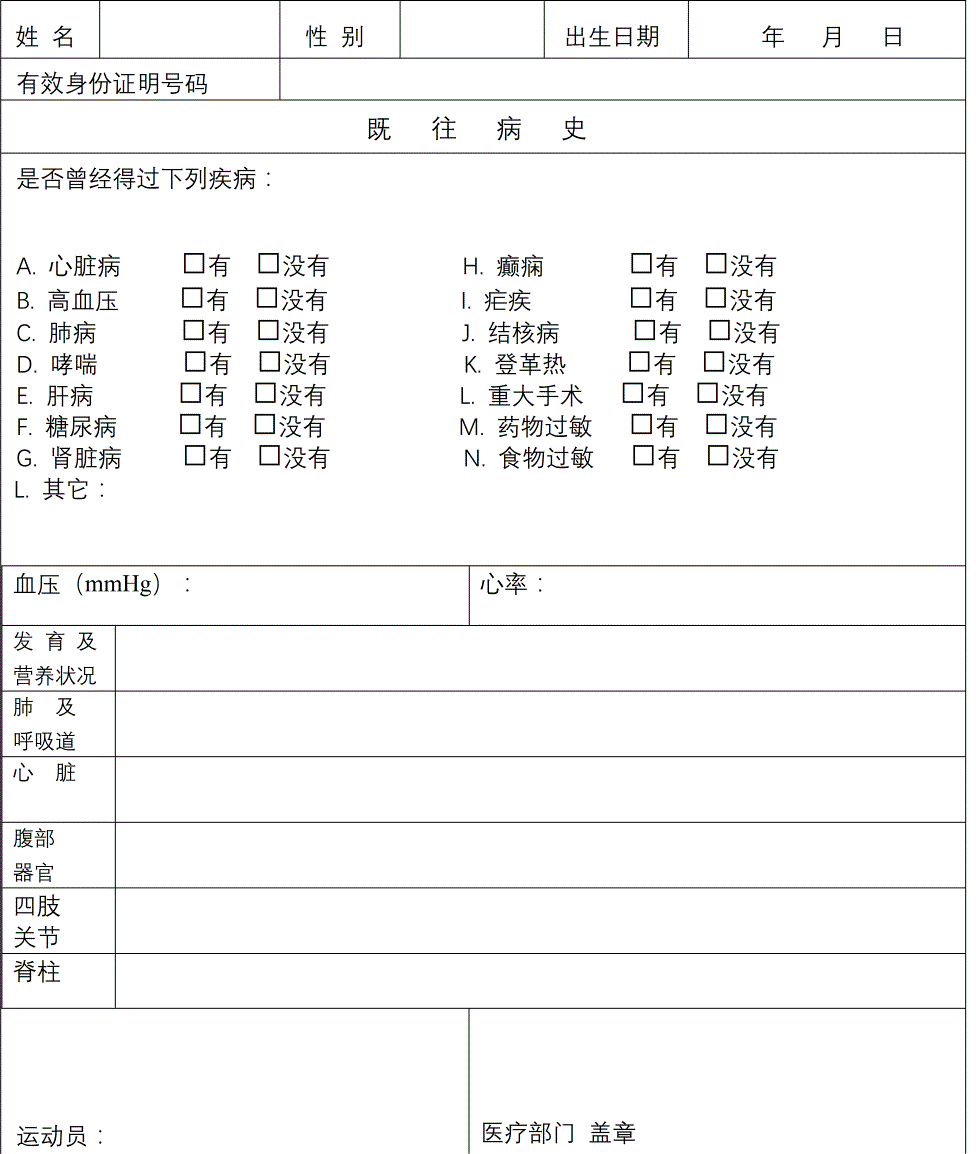 姓 名 性 别 出生日期 年 月 日
有效身份证明号码
既 往 病 史
是否曾经得过下列疾病：
A. 心脏病 □有 □没有 H. 癫痫 □有 □没有
B. 高血压 □有 □没有 I. 疟疾 □有 □没有
C. 肺病 □有 □没有 J. 结核病 □有 □没有
D. 哮喘 □有 □没有 K. 登革热 □有 □没有
E. 肝病 □有 □没有 L. 重大手术 □有 □没有
F. 糖尿病 □有 □没有 M. 药物过敏 □有 □没有
G. 肾脏病 □有 □没有 N. 食物过敏 □有 □没有
L. 其它：
血压（mmHg）： 心率：
发 育 及
营养状况
肺 及
呼吸道
心 脏
腹部
器官
四肢
关节
脊柱
运动员： 医疗部门 盖章